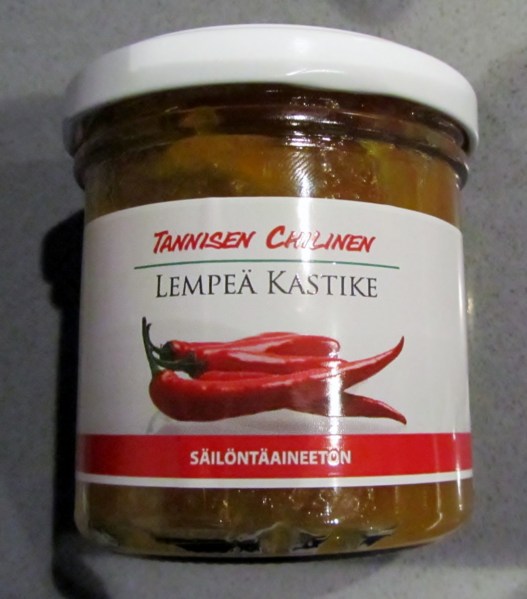 TANNISEN CHILINEN
LEMPEÄ KASTIKE
SÄILÖNTÄAINEETON